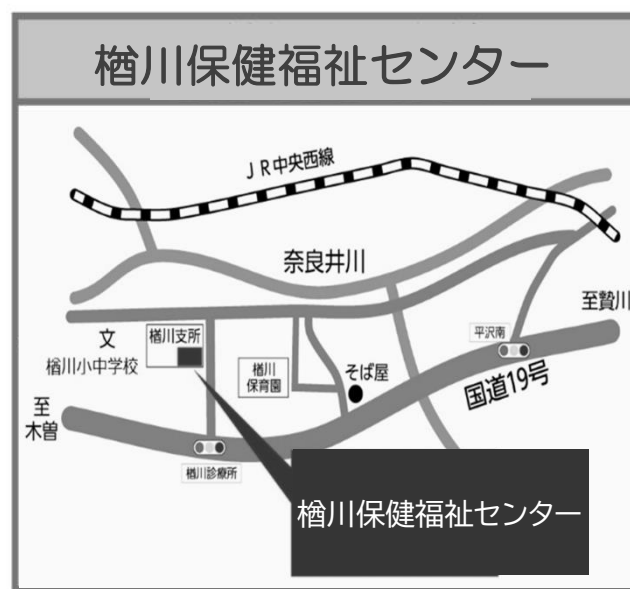 楢川保健福祉センター
JR中央西線
奈良井川
至贄川
平沢南
文
楢川支所
楢川小中学校
楢川
保育園
そば屋
国道19号
至
木曽
楢川診療所
楢川保健福祉センター